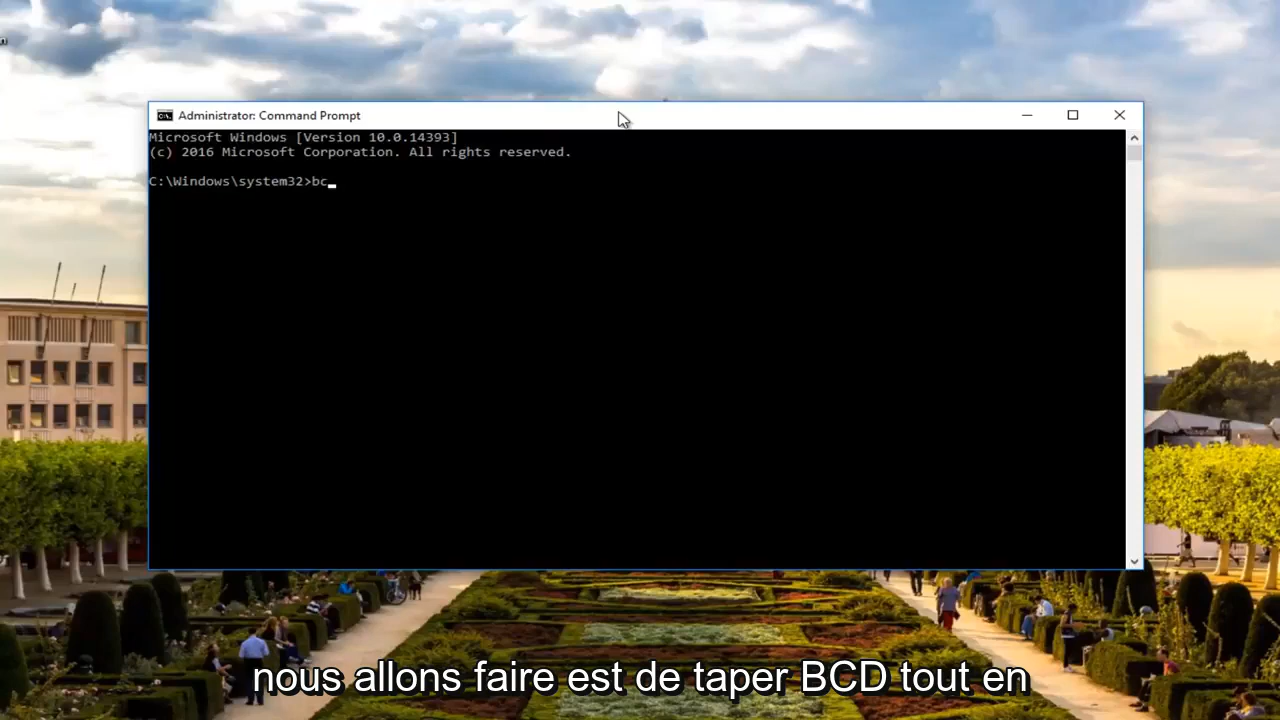 Administrator: Command Prompt
Microsoft Windows [Version 10.0.14393]
(c) 2016 Microsoft Corporation. All rights reserved.
C:\Windows\system32>bc
nous allons faire est de taper BCD tout en